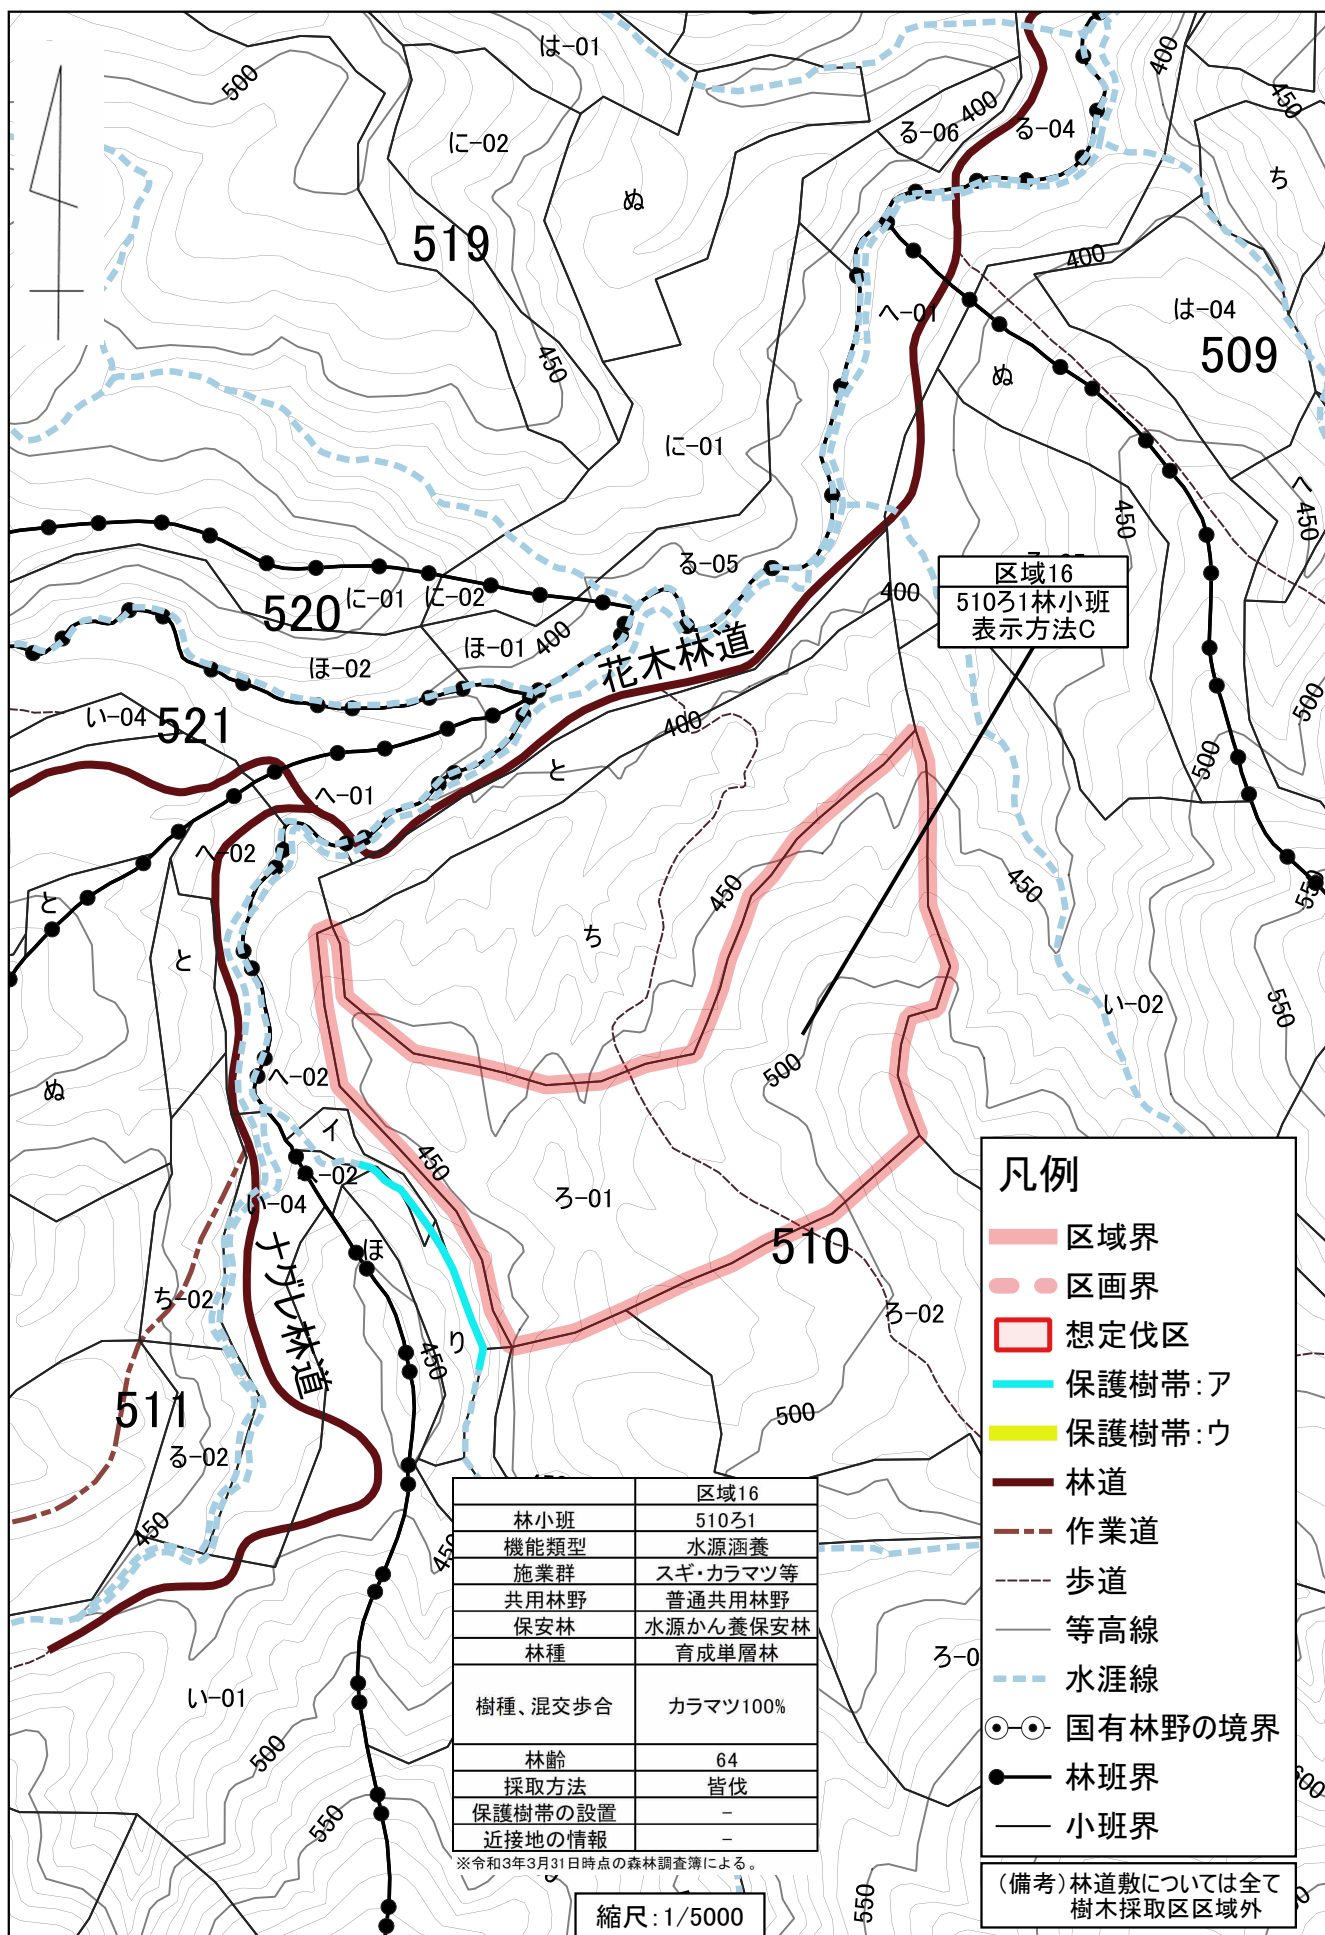 は-01
500
に-02
ぬ
519
る-06
400
る-04
400
450
ち
400
は-04
へ-01
509
ぬ
450
に-01
へ
450
450
る-05
区域16
510ろ1林小班
表示方法C
400
520
に-01
に-02
ほ-01
400
花木林道
ほ-02
い-04
521
400
500
500
と
へ-01
へ-02
450
450
550
と
ち
と
い-02
550
500
へ-02
ぬ
イ
450
凡例
区域界
区画界
想定伐区
保護樹帯：ア
保護樹帯：ウ
林道
作業道
歩道
等高線
水涯線
国有林野の境界
林班界
小班界
-02
ろ-01
い-04
ほ
510
ナグレ林道
ち-02
ろ-02
り
450
511
500
る-02
450
区域16
林小班 510ろ1
機能類型 水源涵養
施業群 スギ・カラマツ等
共用林野 普通共用林野
保安林 水源かん養保安林
林種 育成単層林
樹種、混交歩合 カラマツ100%
林齢 64
採取方法 皆伐
保護樹帯の設置 －
近接地の情報 －
※令和3年3月31日時点の森林調査簿による。
い-01
500
550
550
縮尺：1/5000
（備考）林道敷については全て
樹木採取区区域外